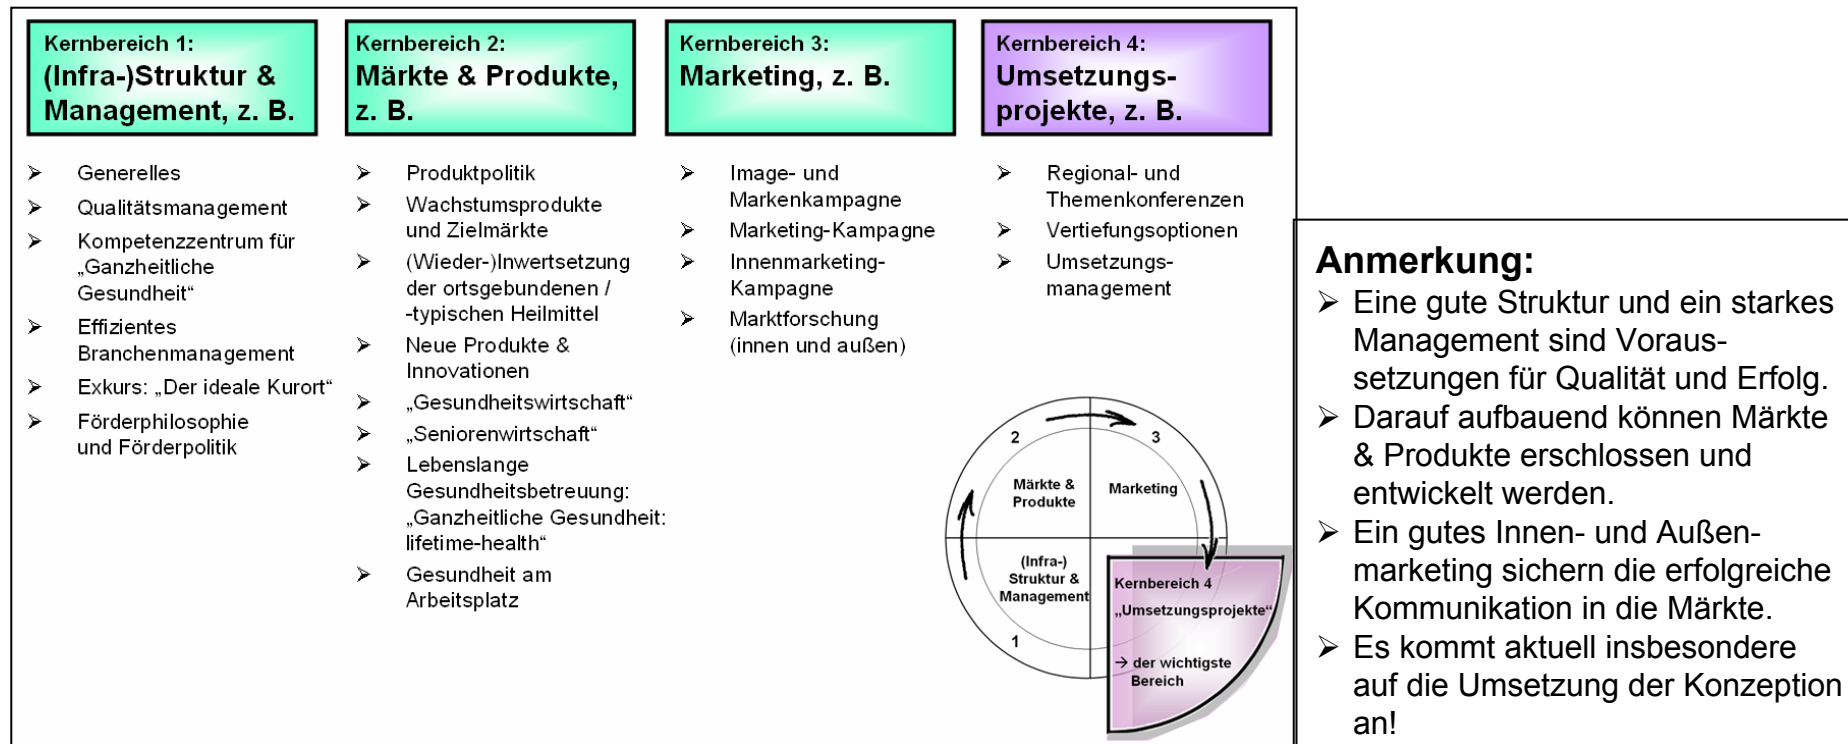 Kernbereich 1:
(Infra-)Struktur &
Management, z. B.
➢ Generelles
➢ Qualitätsmanagement
➢ Kompetenzzentrum für
„Ganzheitliche
Gesundheit“
➢ Effizientes
Branchenmanagement
➢ Exkurs: „Der ideale Kurort“
➢ Förderphilosophie
und Förderpolitik
Kernbereich 2:
Märkte & Produkte,
z. B.
➢ Produktpolitik
➢ Wachstumsprodukte
und Zielmärkte
➢ (Wieder-)Inwertsetzung
der ortsgebundenen /
-typischen Heilmittel
➢ Neue Produkte &
Innovationen
➢ „Gesundheitswirtschaft“
➢ „Seniorenwirtschaft“
➢ Lebenslange
Gesundheitsbetreuung:
„Ganzheitliche Gesundheit:
lifetime-health“
➢ Gesundheit am
Arbeitsplatz
Kernbereich 3:
Marketing, z. B.
➢ Image- und
Markenkampagne
➢ Marketing-Kampagne
➢ Innenmarketing-
Kampagne
➢ Marktforschung
(innen und außen)
Kernbereich 4:
Umsetzungs-
projekte, z. B.
➢ Regional- und
Themenkonferenzen
➢ Vertiefungsoptionen
➢ Umsetzungs-
management
2
3
Märkte &
Produkte
Marketing
(Infra-)
Struktur &
Management
1
Kernbereich 4
„Umsetzungsprojekte“
→ der wichtigste
Bereich
Anmerkung:
➢ Eine gute Struktur und ein starkes
Management sind Voraus-
setzungen für Qualität und Erfolg.
➢ Darauf aufbauend können Märkte
& Produkte erschlossen und
entwickelt werden.
➢ Ein gutes Innen- und Außen-
marketing sichern die erfolgreiche
Kommunikation in die Märkte.
➢ Es kommt aktuell insbesondere
auf die Umsetzung der Konzeption
an!